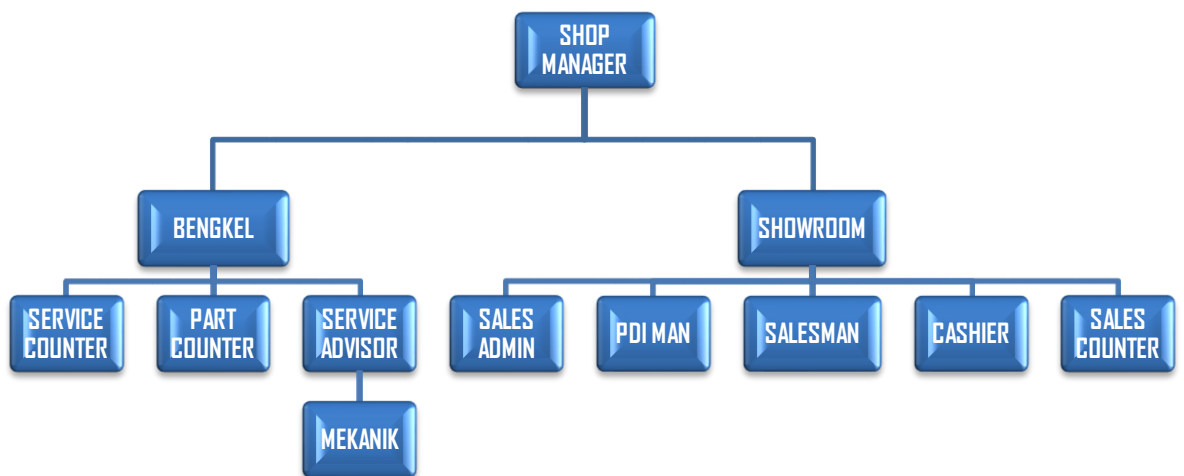 SHOP
MANAGER
BENGKEL
SHOWROOM
SERVICE
COUNTER
PART
COUNTER
SERVICE
ADVISOR
SALES
ADMIN
PDI MAN
SALESMAN
CASHIER
SALES
COUNTER
MEKANIK